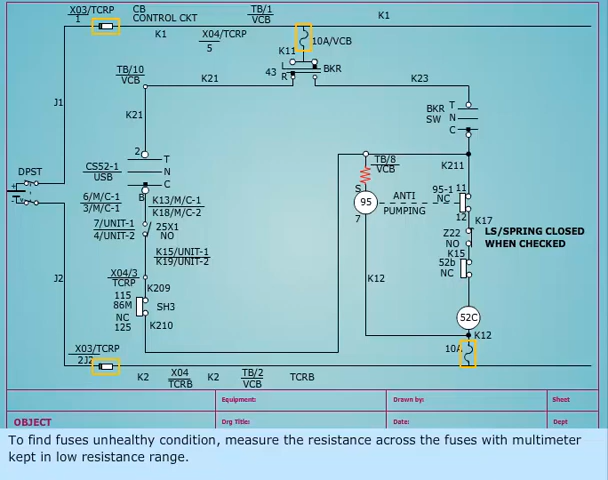 X03/TCRP
1
CB
CONTROL CKT
TB/1
VCB
K1
K1
X04/TCRP
5
10A/VCB
K11
L
43
R
BKR
TB/10
VCB
K21
K23
J1
K21
BKR
SW
T
N
C
2
T
N
C
B
TB/8
VCB
K211
DPST
CS52-1
USB
S
95
7
ANTI
PUMPING
95-1
NC
11
12
6/M/C-1
3/M/C-1
K13/M/C-1
K18/M/C-2
K17
7/UNIT-1
4/UNIT-2
25X1
NO
Z22
NO
LS/SPRING CLOSED
WHEN CHECKED
K15/UNIT-1
K19/UNIT-2
K15
52b
NC
J2
X04/3
TCRP
K209
K12
115
86M
NC
125
SH3
K210
52C
K12
X03/TCRP
2J2
10A
K2
X04
TCRB
K2
TB/2
VCB
TCRB
Equipment:
Drawn by:
Sheet
OBJECT
Drg Title:
Date:
Dept
To find fuses unhealthy condition, measure the resistance across the fuses with multimeter
kept in low resistance range.